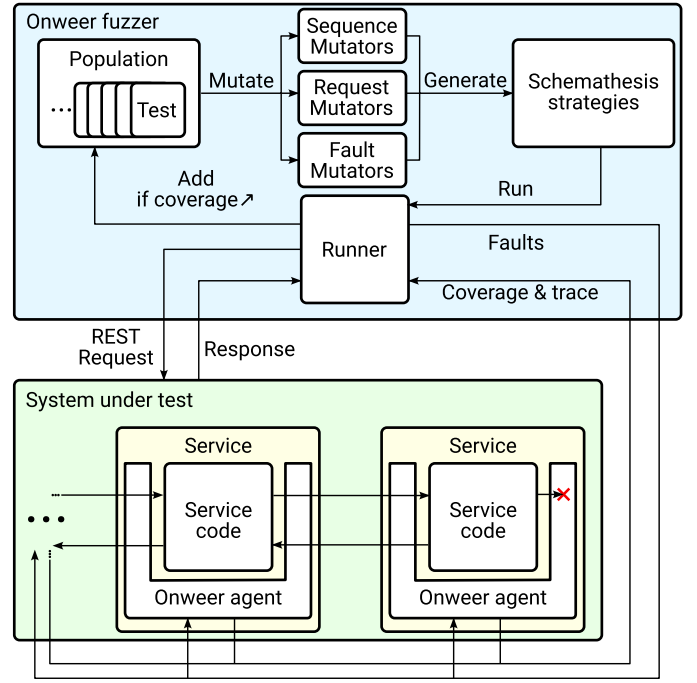 Onweer fuzzer
Population
... Test
Mutate
Sequence
Mutators
Request
Mutators
Fault
Mutators
Generate
Schemathesis
strategies
Add
if coverage↗
Run
Runner
Faults
Coverage & trace
REST
Request
Response
System under test
Service
Service
code
Onweer agent
Service
Service
code
Onweer agent
...